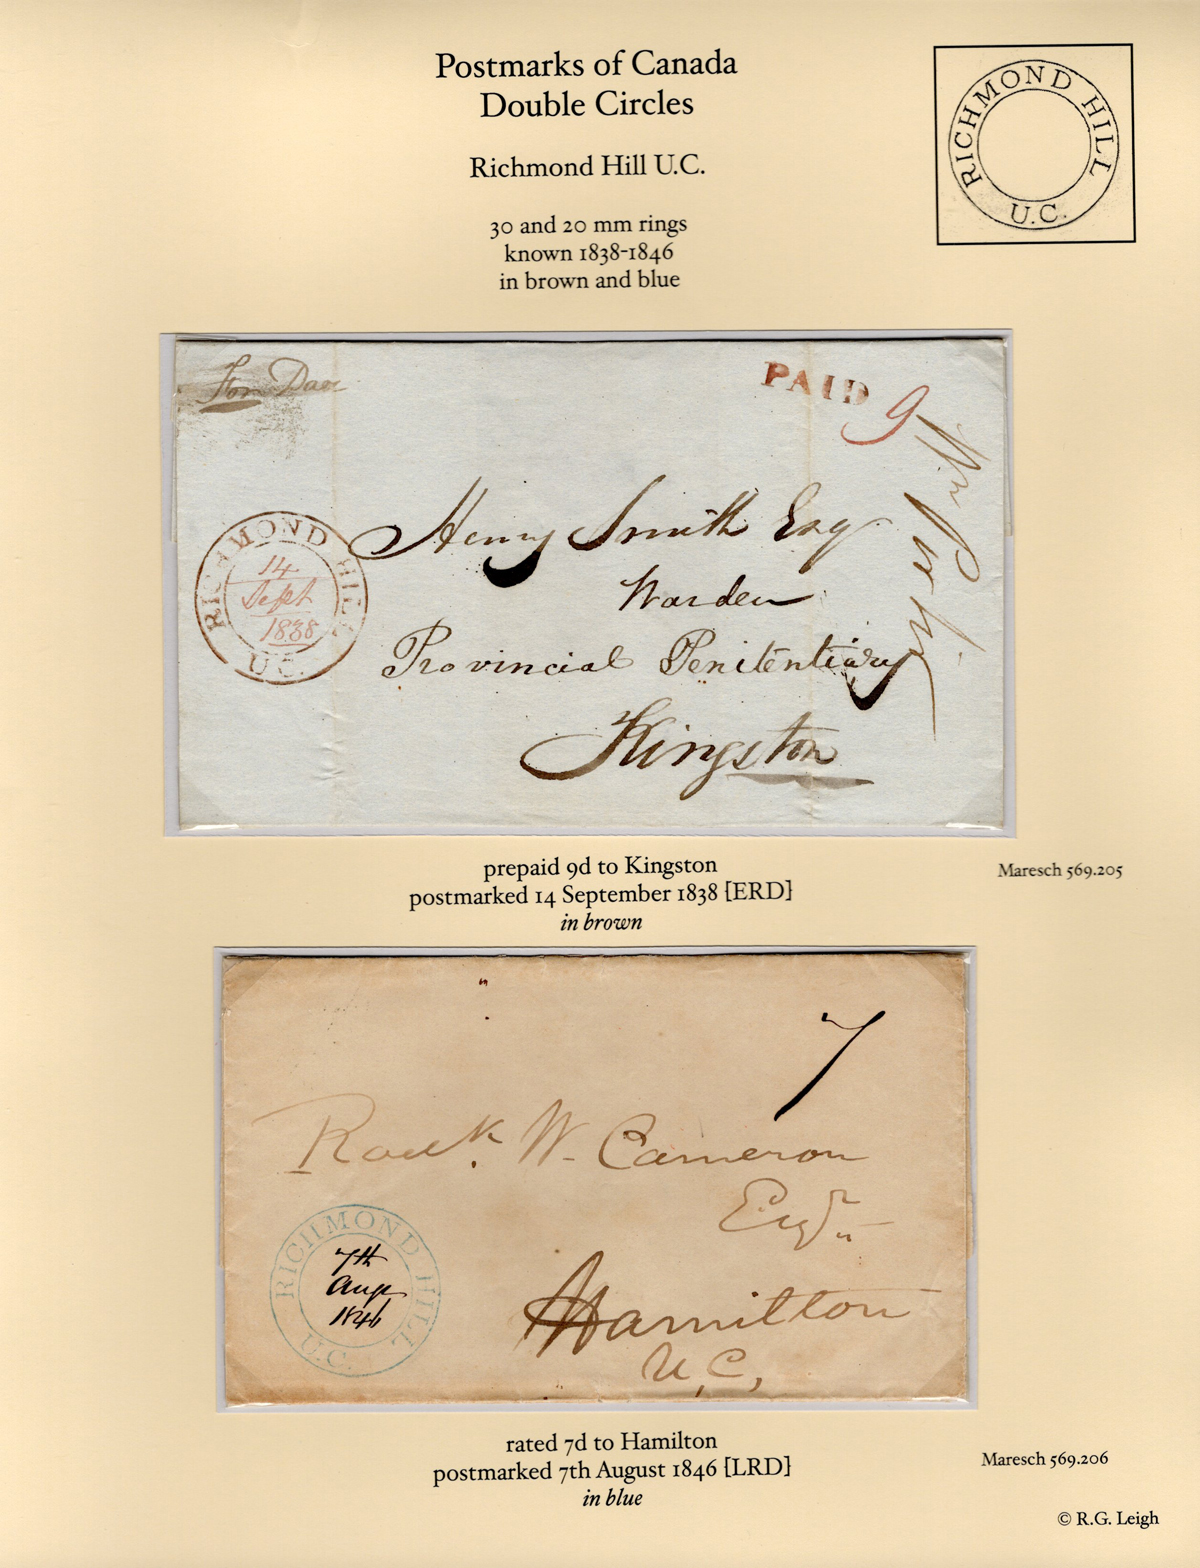 Postmarks of Canada
Double Circles
RICHMOND HILL
U.C.
Richmond Hill U.C.
30 and 20 mm rings
known 1838-1846
in brown and blue
PAID 9
RICHMOND HILL
U.C.
14
Sept
1838
Henry Smith Esq
Warden
Provincial Penitentiary
Kingston
prepaid 9d to Kingston
Maresch 569.205
postmarked 14 September 1838 [ERD]
in brown
7
W. Cameron
Esqr
RICHMOND HILL
U.C.
7th
Aug
1846
Hamilton
U.C,
rated 7d to Hamilton
Maresch 569.206
postmarked 7th August 1846 [LRD]
in blue
© R.G. Leigh